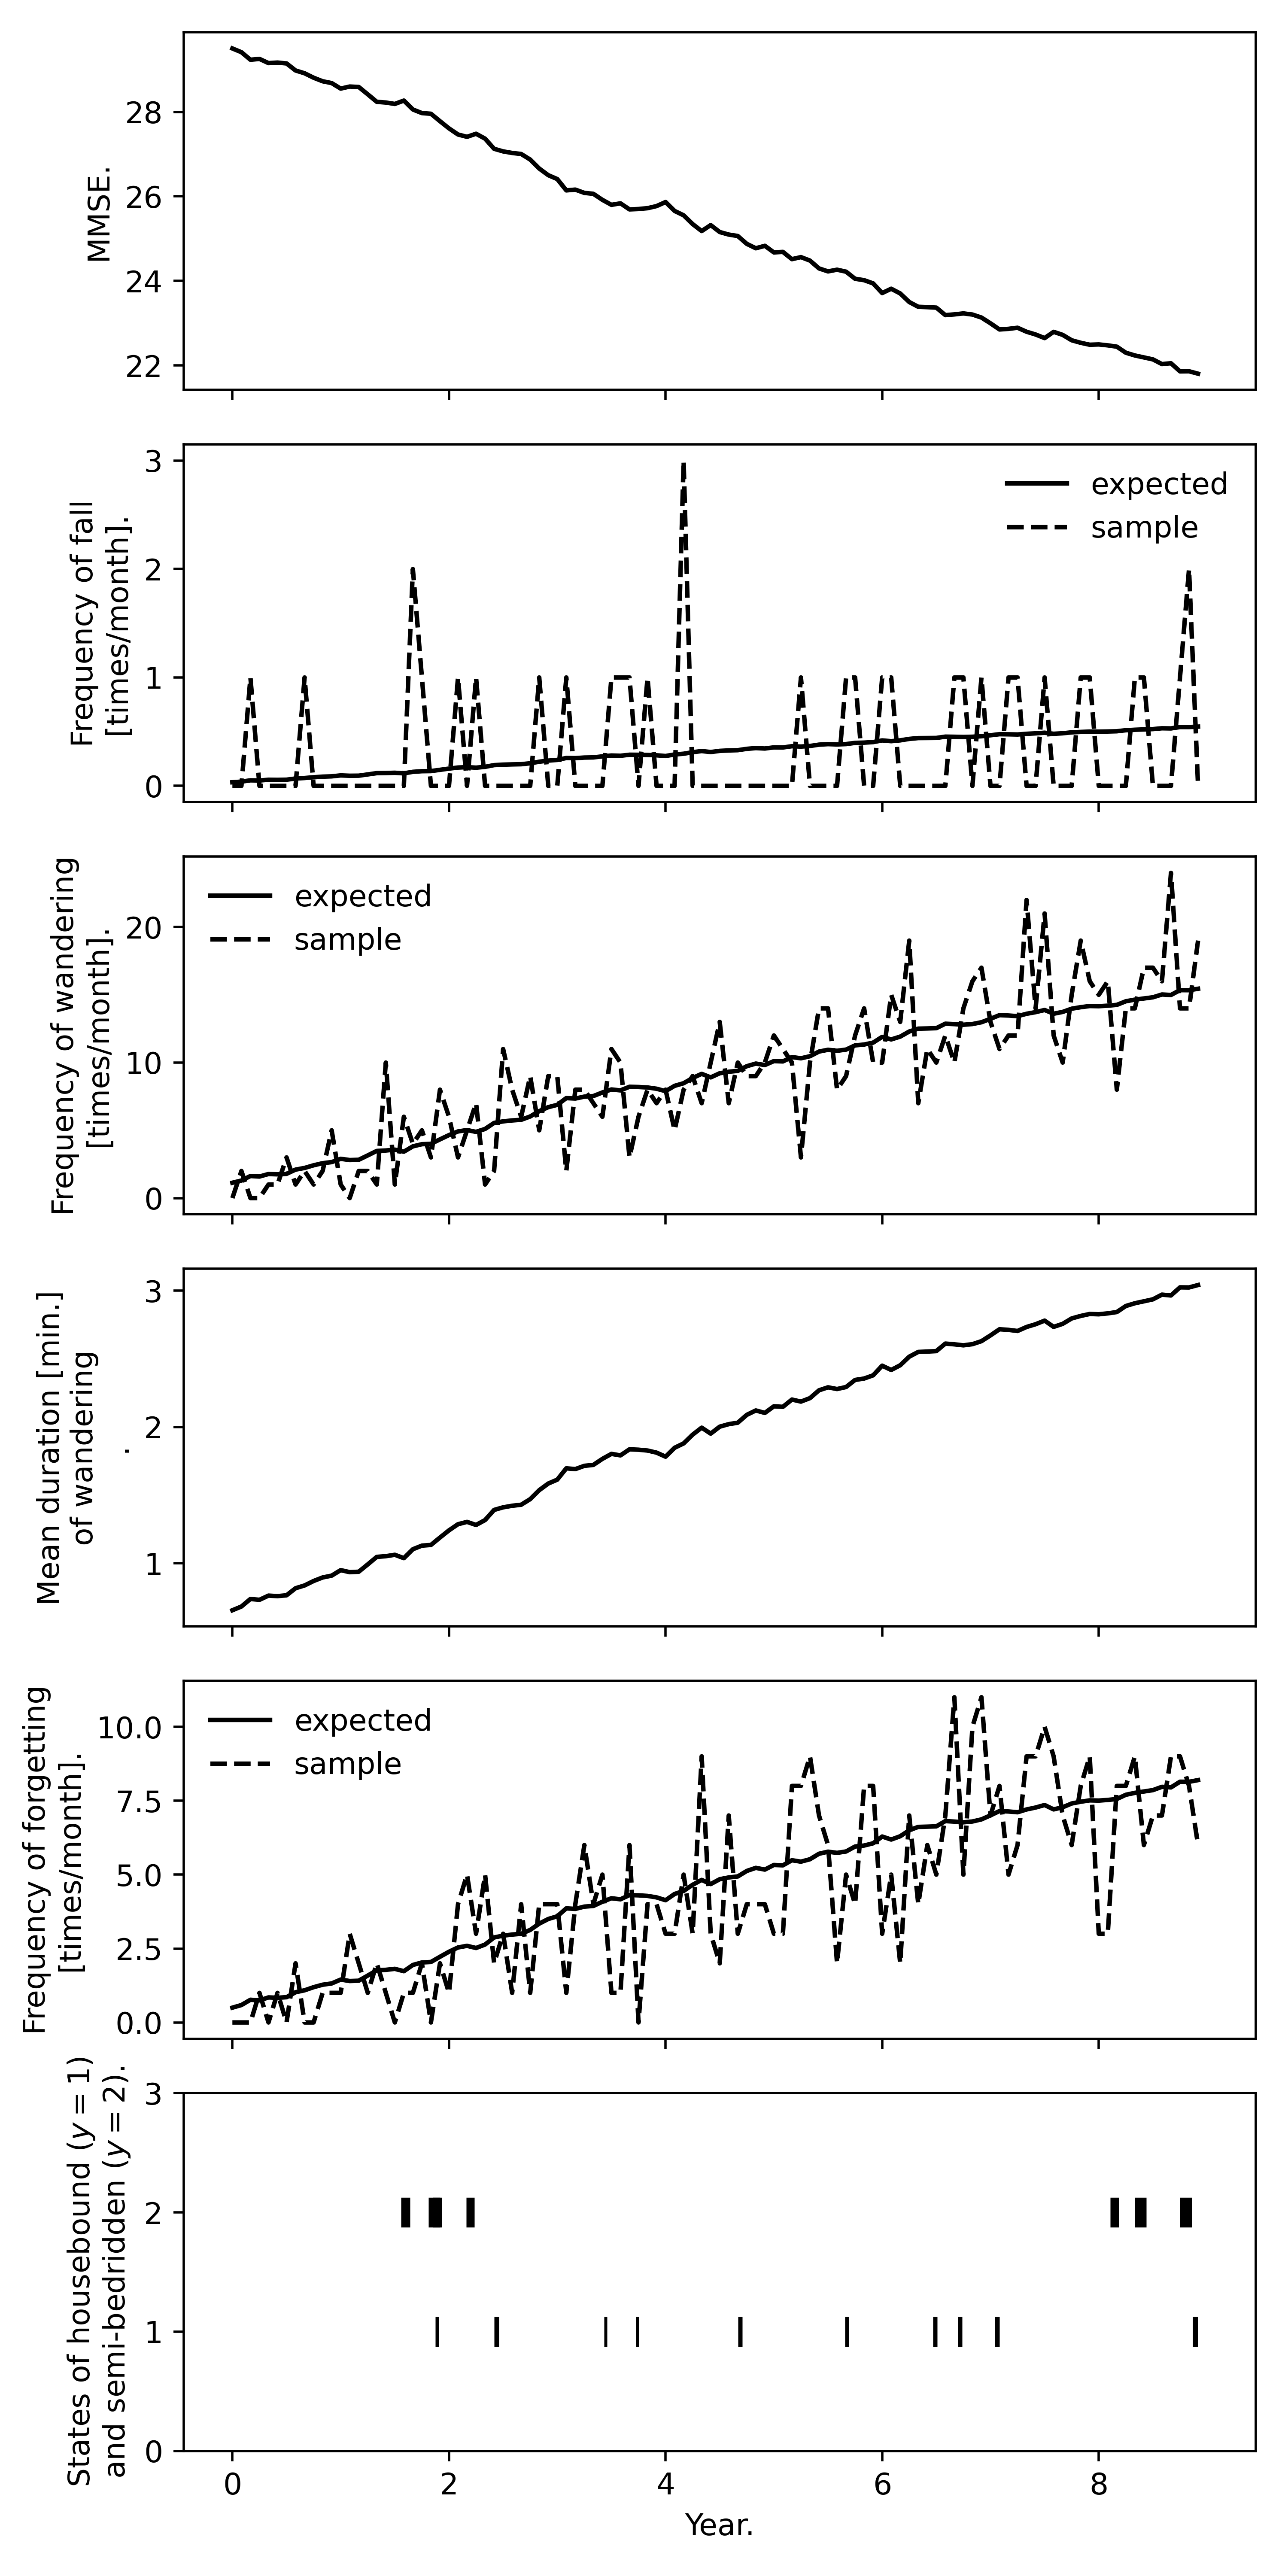 MMSE.
28
26
24
22
Frequency of fall
[times/month].
3
2
1
0
expected
sample
Frequency of wandering
[times/month].
20
10
0
expected
sample
Mean duration [min.]
of wandering
.
3
2
1
Frequency of forgetting
[times/month].
10.0
7.5
5.0
2.5
0.0
expected
sample
States of housebound (y = 1)
and semi-bedridden (y = 2).
3
2
1
0
0 2 4 6 8
Year.